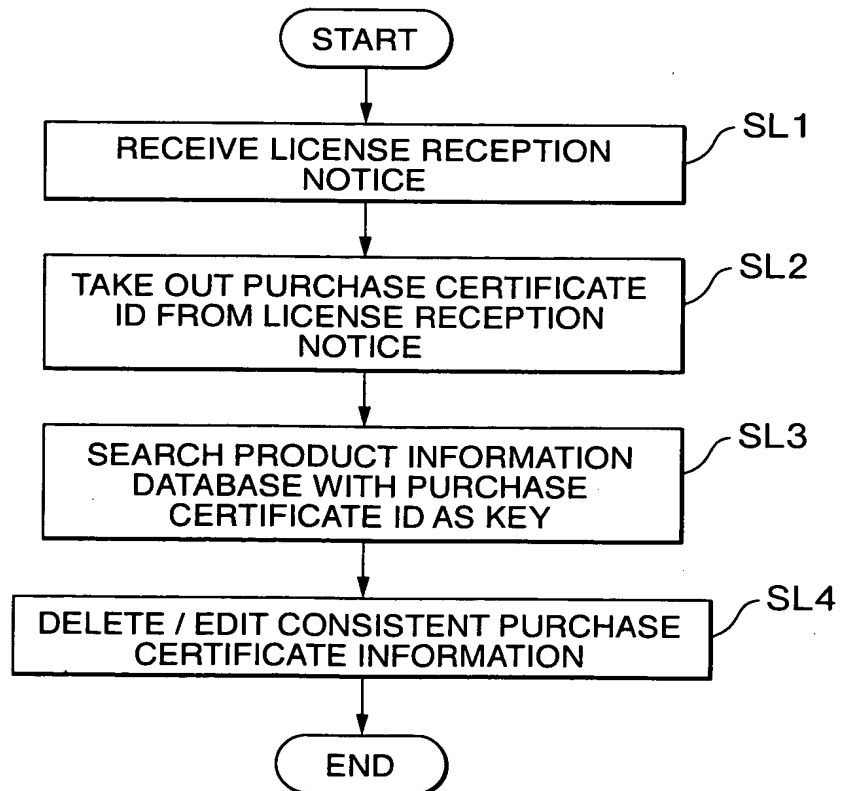 START
RECEIVE LICENSE RECEPTION
NOTICE
SL1
TAKE OUT PURCHASE CERTIFICATE
ID FROM LICENSE RECEPTION
NOTICE
SL2
SEARCH PRODUCT INFORMATION
DATABASE WITH PURCHASE
CERTIFICATE ID AS KEY
SL3
DELETE / EDIT CONSISTENT PURCHASE
CERTIFICATE INFORMATION
SL4
END